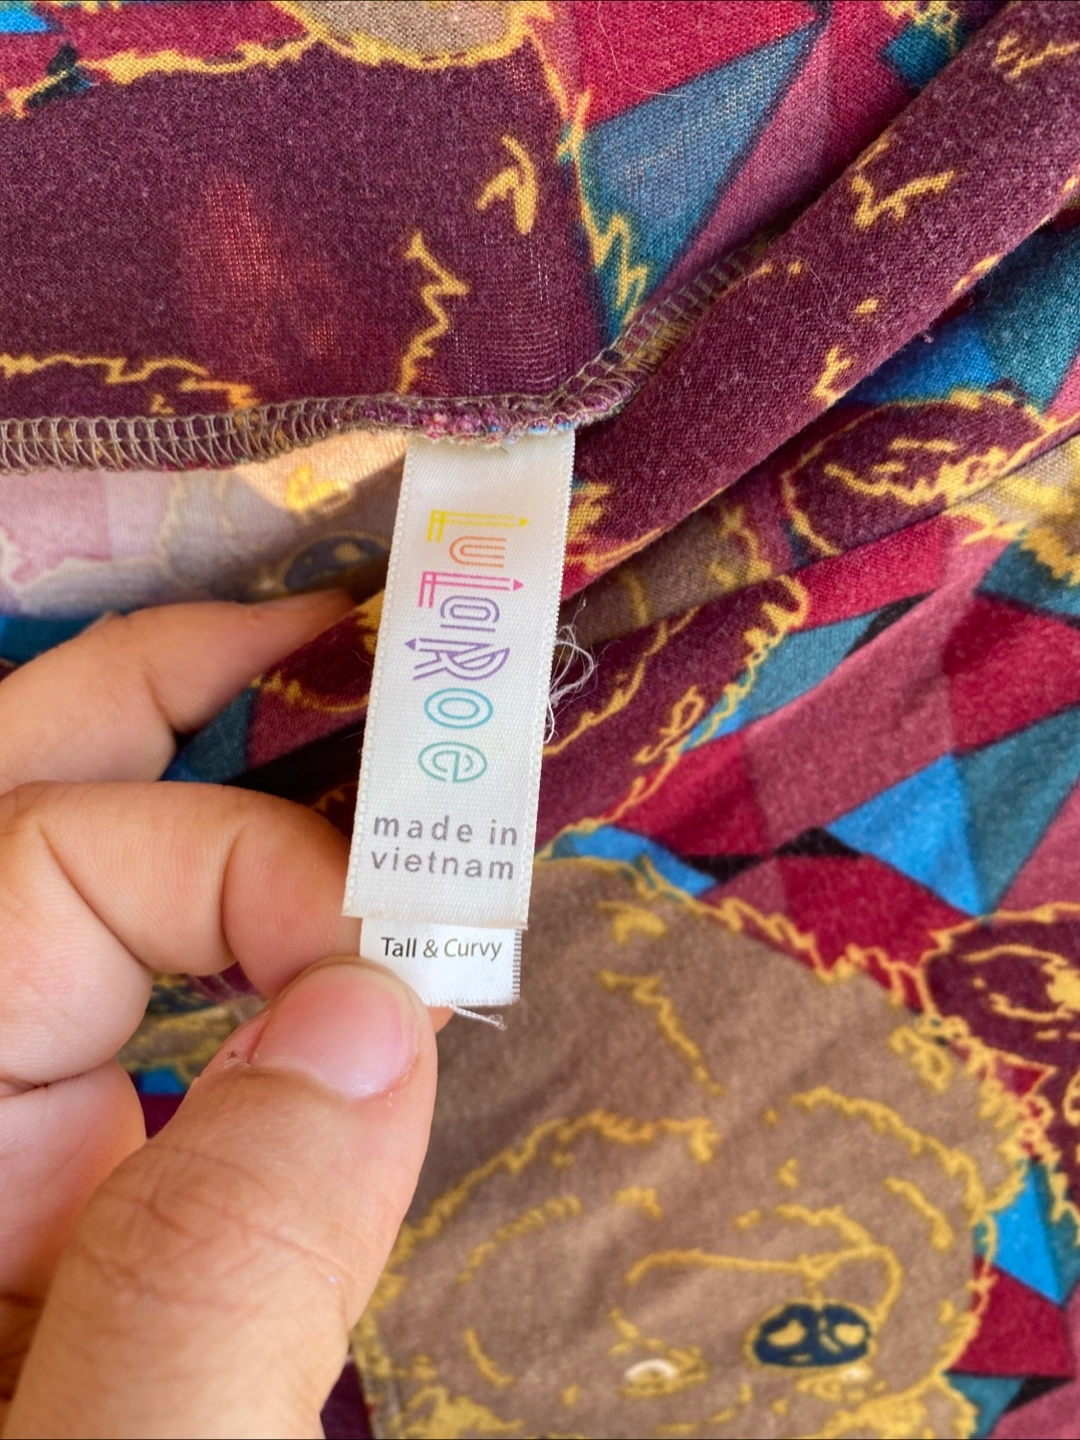 LuLaRoe
made in
vietnam
Tall & Curvy